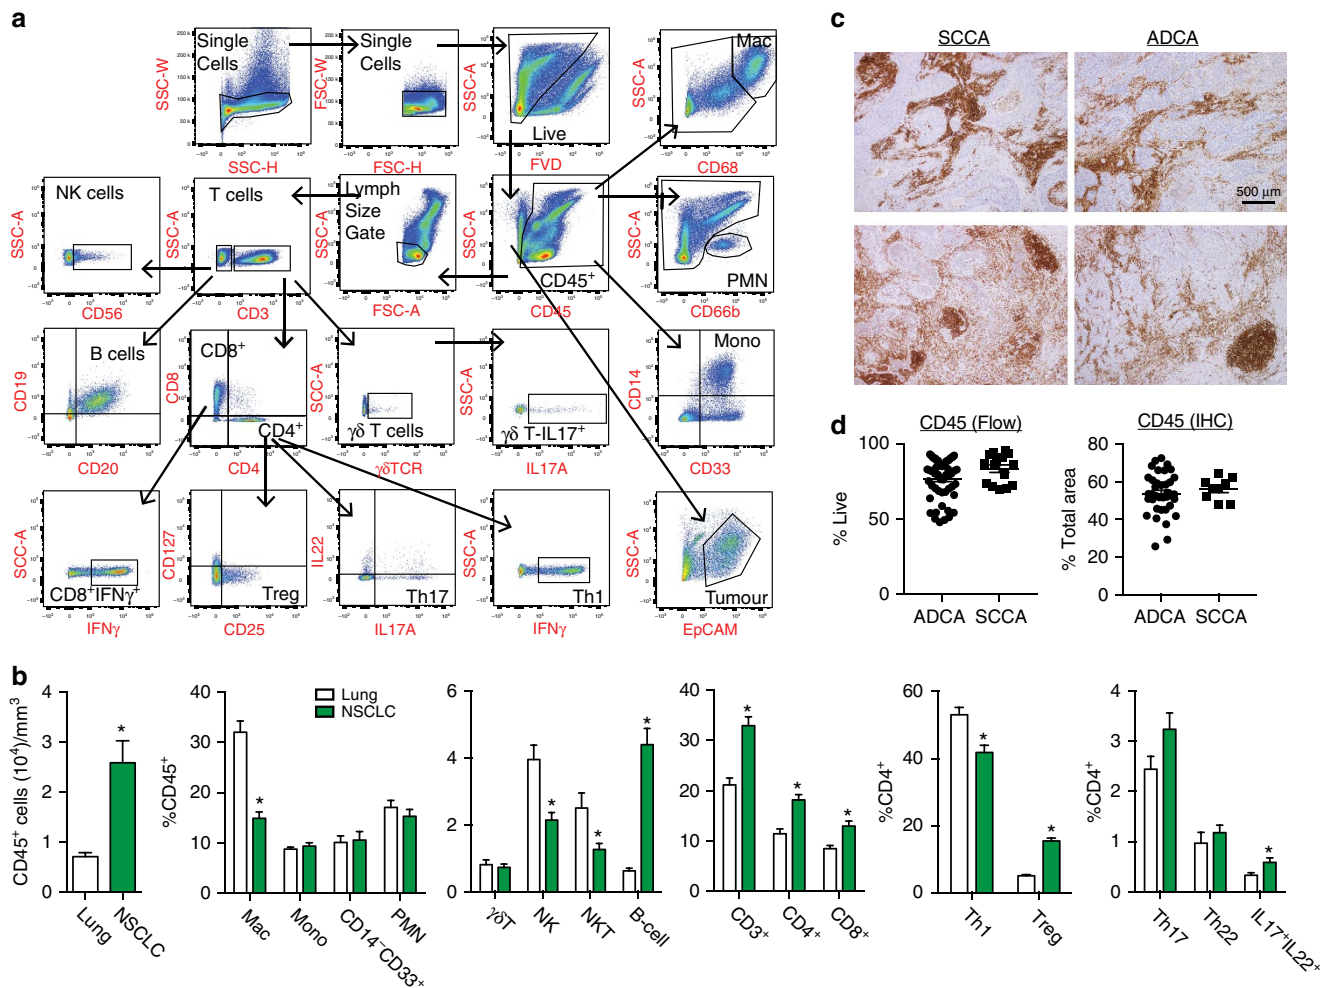 a
Single
Cells
SSC-W
SSC-H
250 k
200 k
150 k
100 k
50 k
Single
Cells
FSC-W
FSC-H
Live
SSC-A
FVD
Mac
SSC-A
CD68
NK cells
SSC-A
CD56
T cells
SSC-A
CD3
Lymph
Size
Gate
SSC-A
FSC-A
CD45⁺
SSC-A
CD45
PMN
SSC-A
CD66b
B cells
CD19
CD20
CD8⁺
CD8
CD4⁺
CD4
SCC-A
γδ T cells
γδTCR
SSC-A
γδ T-IL17⁺
IL17A
Mono
CD14
CD33
SCC-A
CD8⁺IFNγ⁺
IFNγ
CD127
Treg
CD25
IL22
Th17
IL17A
SSC-A
Th1
IFNγ
SSC-A
Tumour
EpCAM
b
CD45⁺ cells (10⁴)/mm³
4
3
2
1
0
Lung
NSCLC
*
%CD45⁺
40
30
20
10
0
Lung
NSCLC
*
Mac
Mono
CD14⁻CD33⁺
PMN
6
4
2
0
*
*
*
γδT
NK
NKT
B-cell
40
30
20
10
0
*
*
*
CD3⁺
CD4⁺
CD8⁺
%CD4⁺
60
40
20
0
*
*
Th1
Treg
%CD4⁺
4
3
2
1
0
*
Th17
Th22
IL17⁺IL22⁺
c
SCCA
ADCA
500 μm
d
CD45 (Flow)
% Live
100
50
0
ADCA
SCCA
CD45 (IHC)
% Total area
80
60
40
20
0
ADCA
SCCA